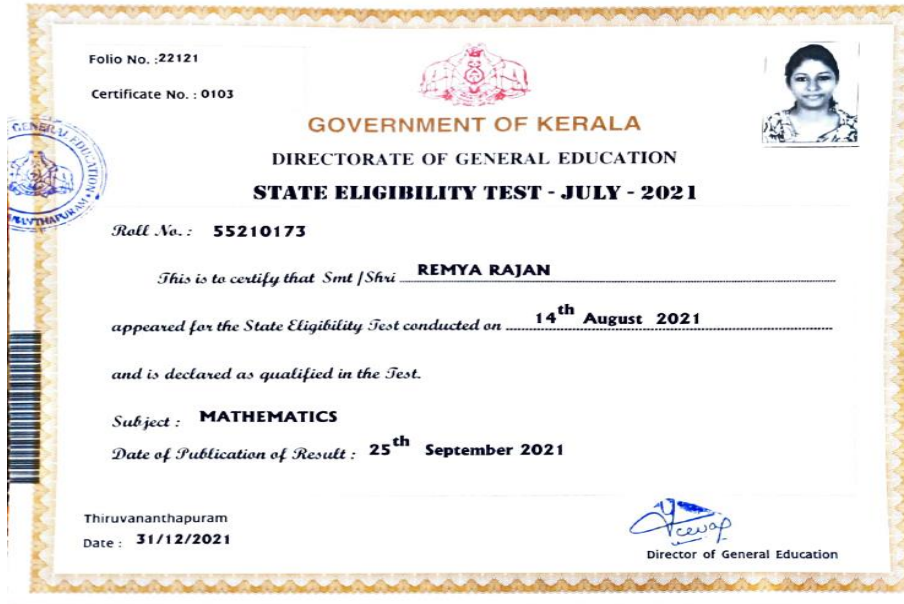 Folio No. :22121
Certificate No. : 0103
GOVERNMENT OF KERALA
DIRECTORATE OF GENERAL EDUCATION
STATE ELIGIBILITY TEST - JULY - 2021
GENERAL EDUCATION
Roll No. : 55210173
This is to certify that Smt /Shri REMYA RAJAN
appeared for the State Eligibility Test conducted on 14th August 2021
and is declared as qualified in the Test.
Subject : MATHEMATICS
Date of Publication of Result : 25th September 2021
Thiruvananthapuram
Date : 31/12/2021
Director of General Education